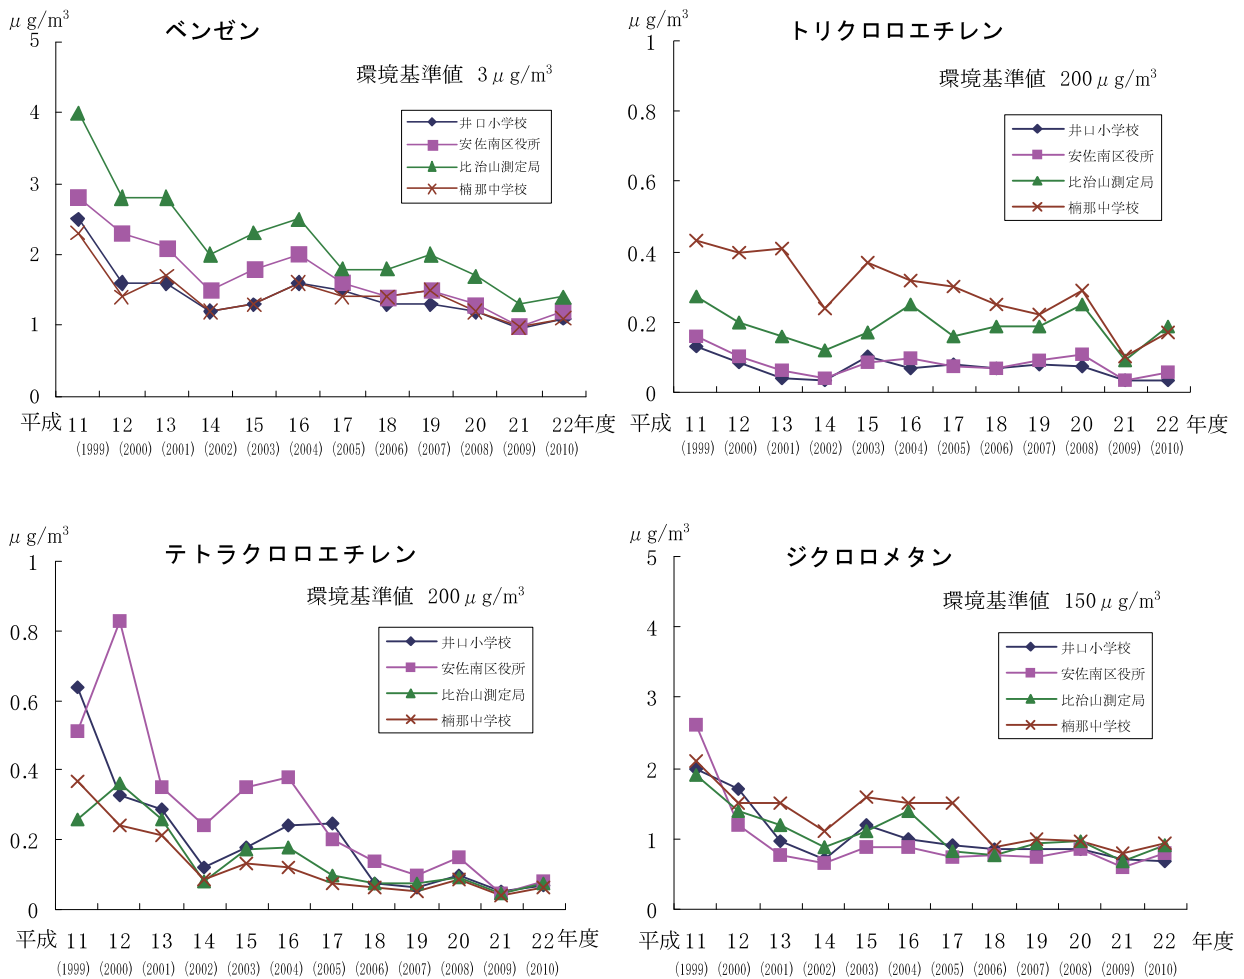 μg/m³
ベンゼン
環境基準値 3μg/m³
5
4
3
2
1
0
井口小学校
安佐南区役所
比治山測定局
楠那中学校
平成 11 12 13 14 15 16 17 18 19 20 21 22年度
(1999) (2000) (2001) (2002) (2003) (2004) (2005) (2006) (2007) (2008) (2009) (2010)
μg/m³
トリクロロエチレン
環境基準値 200μg/m³
1
0.8
0.6
0.4
0.2
0
井口小学校
安佐南区役所
比治山測定局
楠那中学校
平成 11 12 13 14 15 16 17 18 19 20 21 22 年度
(1999) (2000) (2001) (2002) (2003) (2004) (2005) (2006) (2007) (2008) (2009) (2010)
μg/m³
テトラクロロエチレン
環境基準値 200μg/m³
1
0.8
0.6
0.4
0.2
0
井口小学校
安佐南区役所
比治山測定局
楠那中学校
平成 11 12 13 14 15 16 17 18 19 20 21 22 年度
(1999) (2000) (2001) (2002) (2003) (2004) (2005) (2006) (2007) (2008) (2009) (2010)
μg/m³
ジクロロメタン
環境基準値 150μg/m³
5
4
3
2
1
0
井口小学校
安佐南区役所
比治山測定局
楠那中学校
平成 11 12 13 14 15 16 17 18 19 20 21 22 年度
(1999) (2000) (2001) (2002) (2003) (2004) (2005) (2006) (2007) (2008) (2009) (2010)